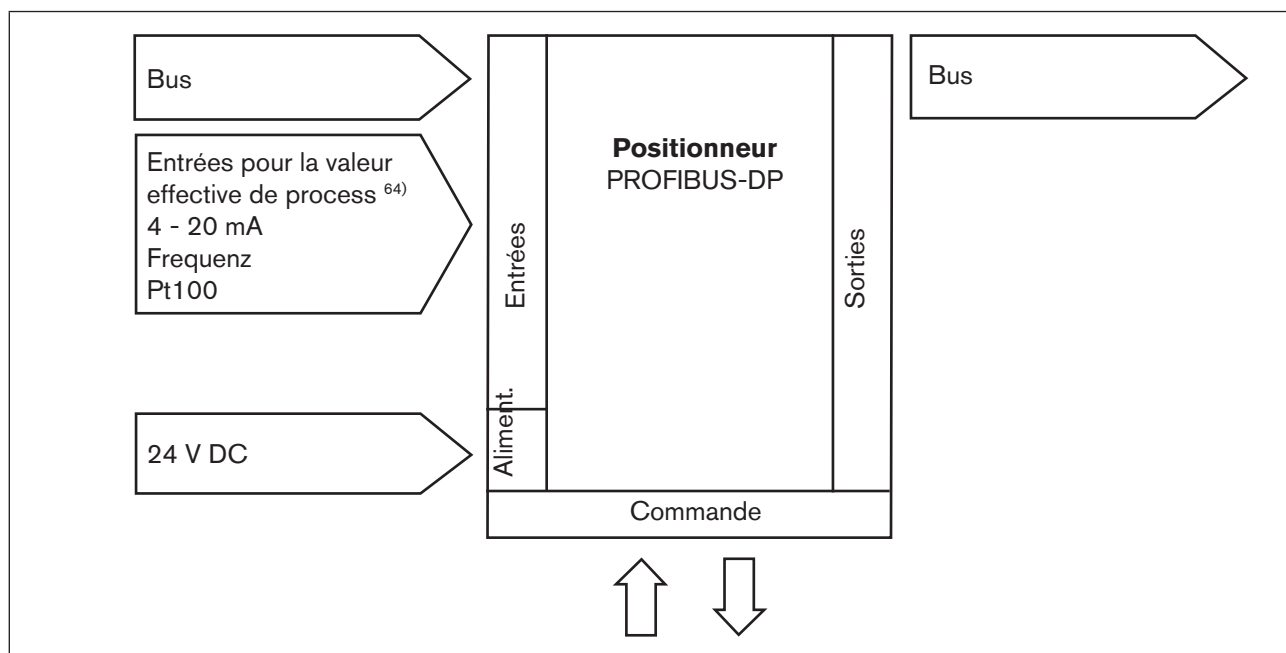 Bus
Entrées pour la valeur
effective de process 64)
4 - 20 mA
Frequenz
Pt100
24 V DC
Entrées
Aliment.
Positionneur
PROFIBUS-DP
Sorties
Commande
Bus